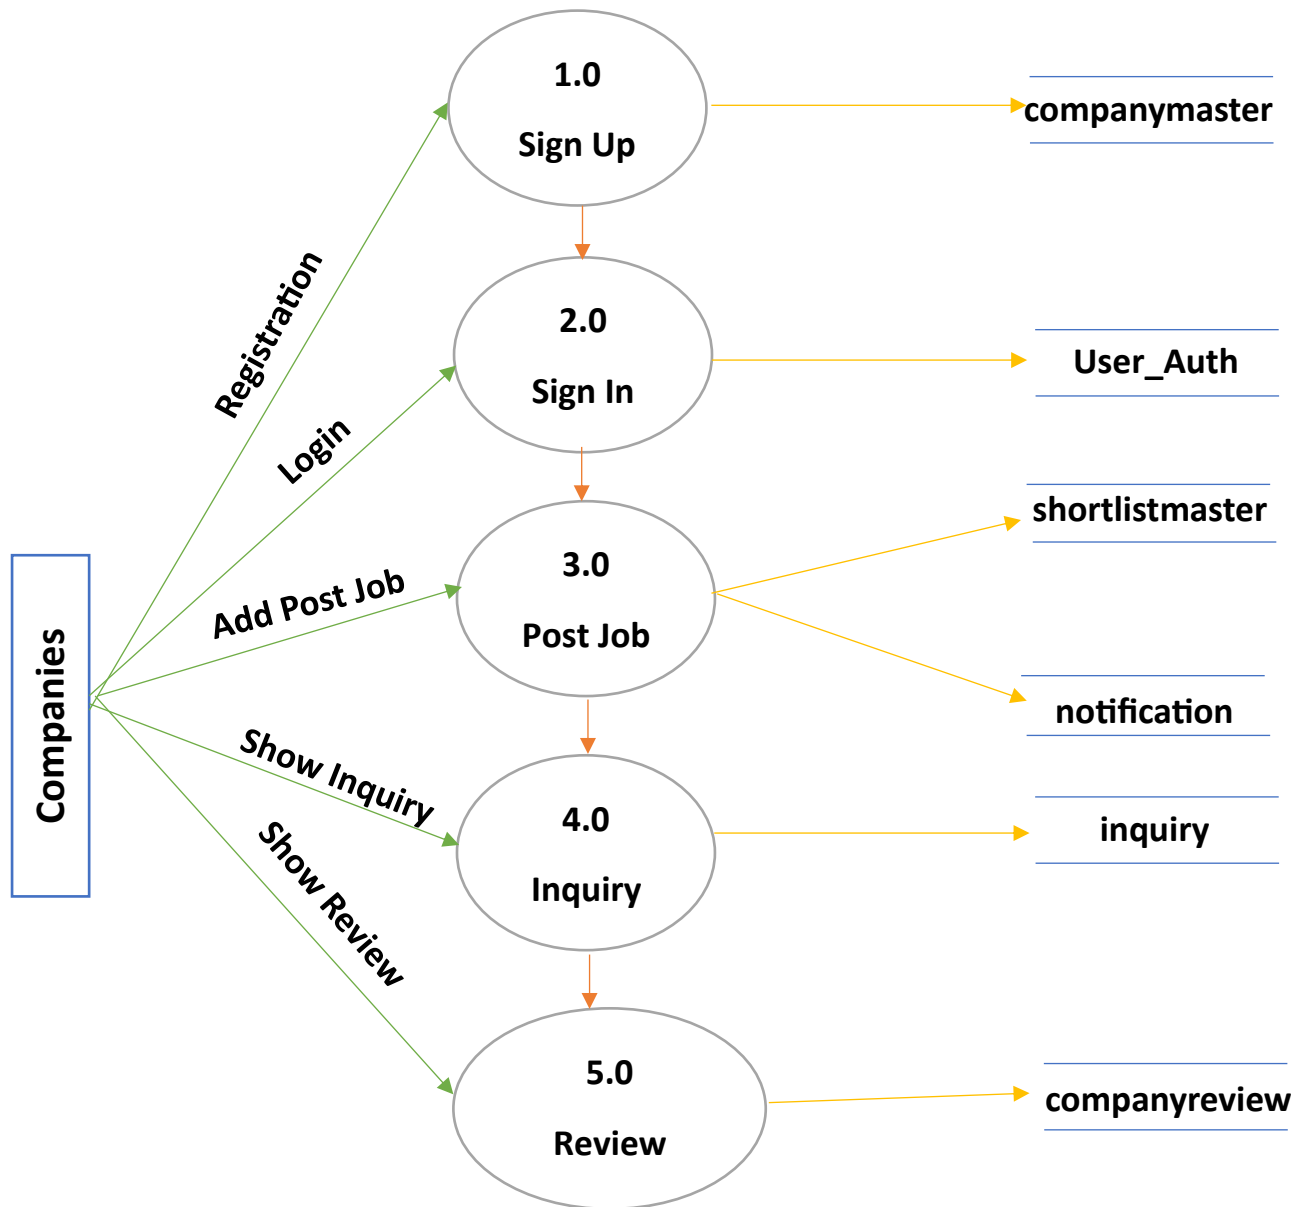 1.0
Sign Up
companymaster
Registration
2.0
Sign In
User_Auth
Login
shortlistmaster
3.0
Post Job
Add Post Job
Companies
notification
Show Inquiry
4.0
Inquiry
inquiry
Show Review
5.0
Review
companyreview